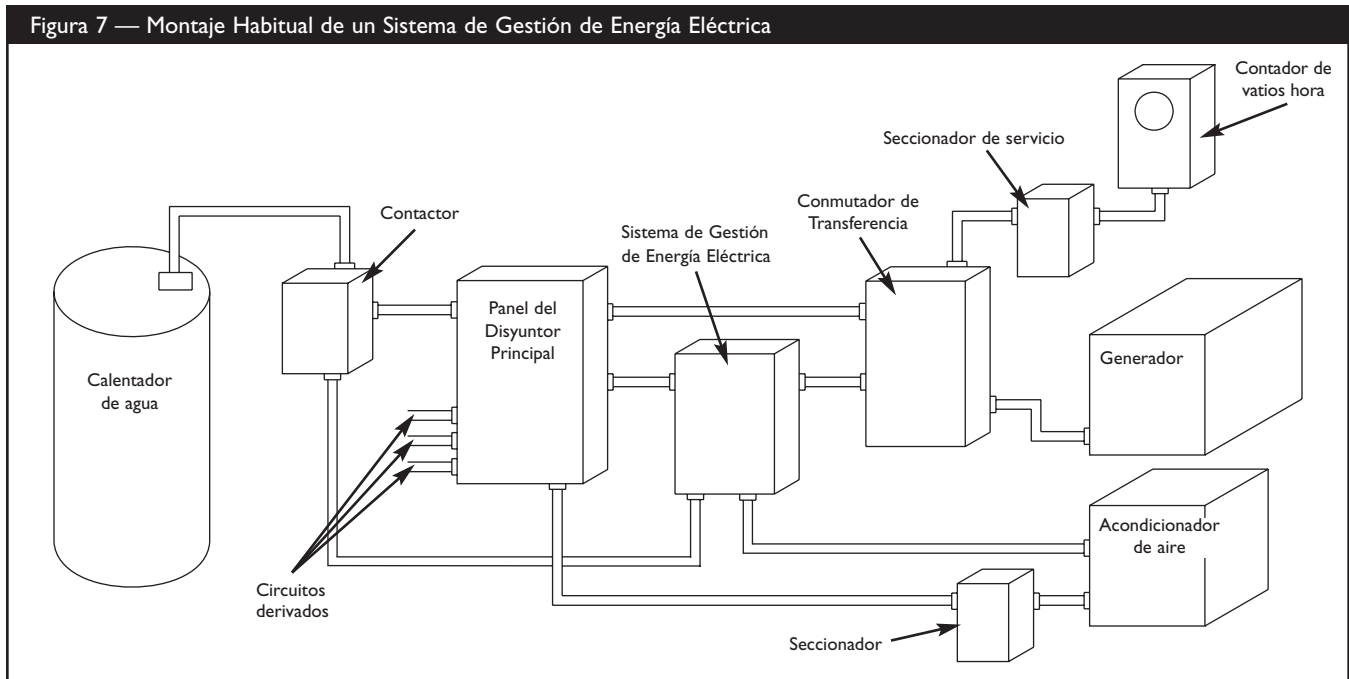 Figura 7 — Montaje Habitual de un Sistema de Gestión de Energía Eléctrica
Contador de
vatios hora
Seccionador de servicio
Conmutador de
Transferencia
Contactor
Sistema de Gestión
de Energía Eléctrica
Panel del
Disyuntor
Principal
Generador
Calentador
de agua
Acondicionador
de aire
Circuitos
derivados
Seccionador